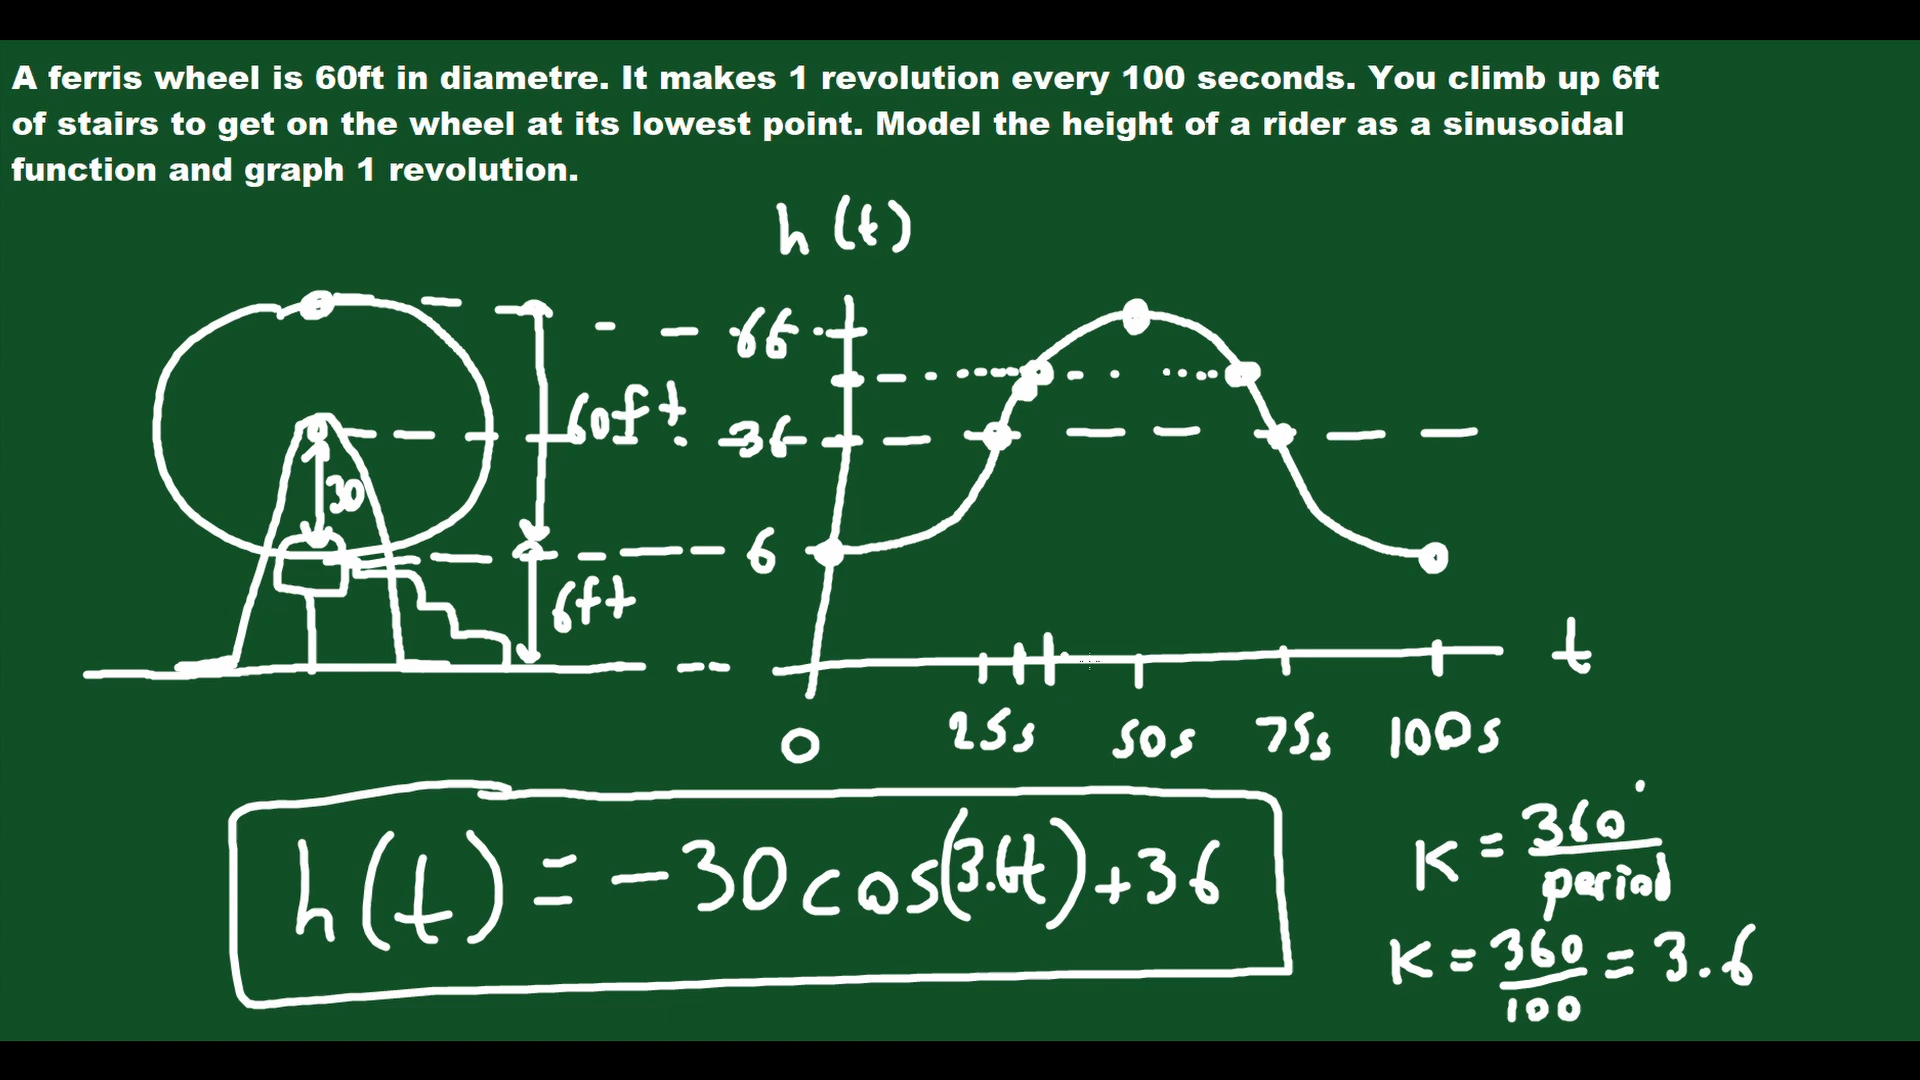 A ferris wheel is 60ft in diametre. It makes 1 revolution every 100 seconds. You climb up 6ft
of stairs to get on the wheel at its lowest point. Model the height of a rider as a sinusoidal
function and graph 1 revolution.
h(t)
66
60ft
36
30
6
6ft
t
0 25s 50s 75s 100s
h(t) = -30cos(3.6t)+36
K = 360°/period
K = 360/100 = 3.6